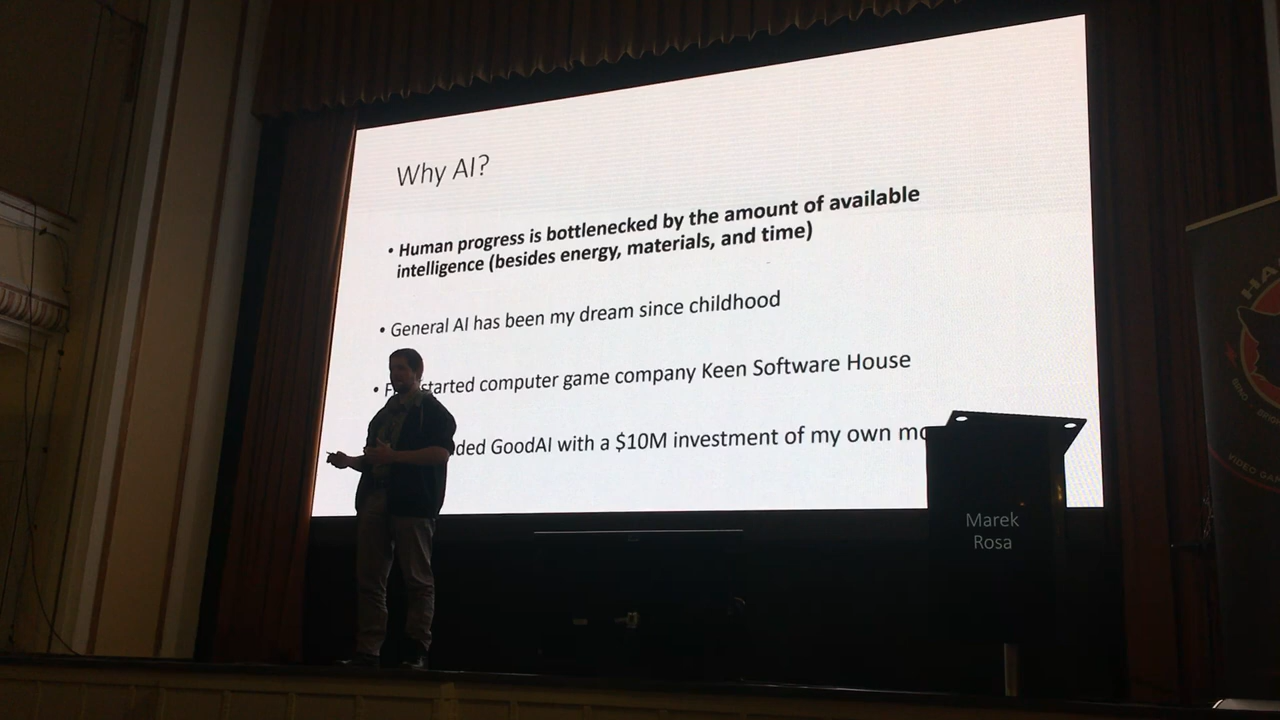 Why AI?
• Human progress is bottlenecked by the amount of available
intelligence (besides energy, materials, and time)
• General AI has been my dream since childhood
• started computer game company Keen Software House
GoodAI with a $10M investment of my own
Marek
Rosa
VIDEO